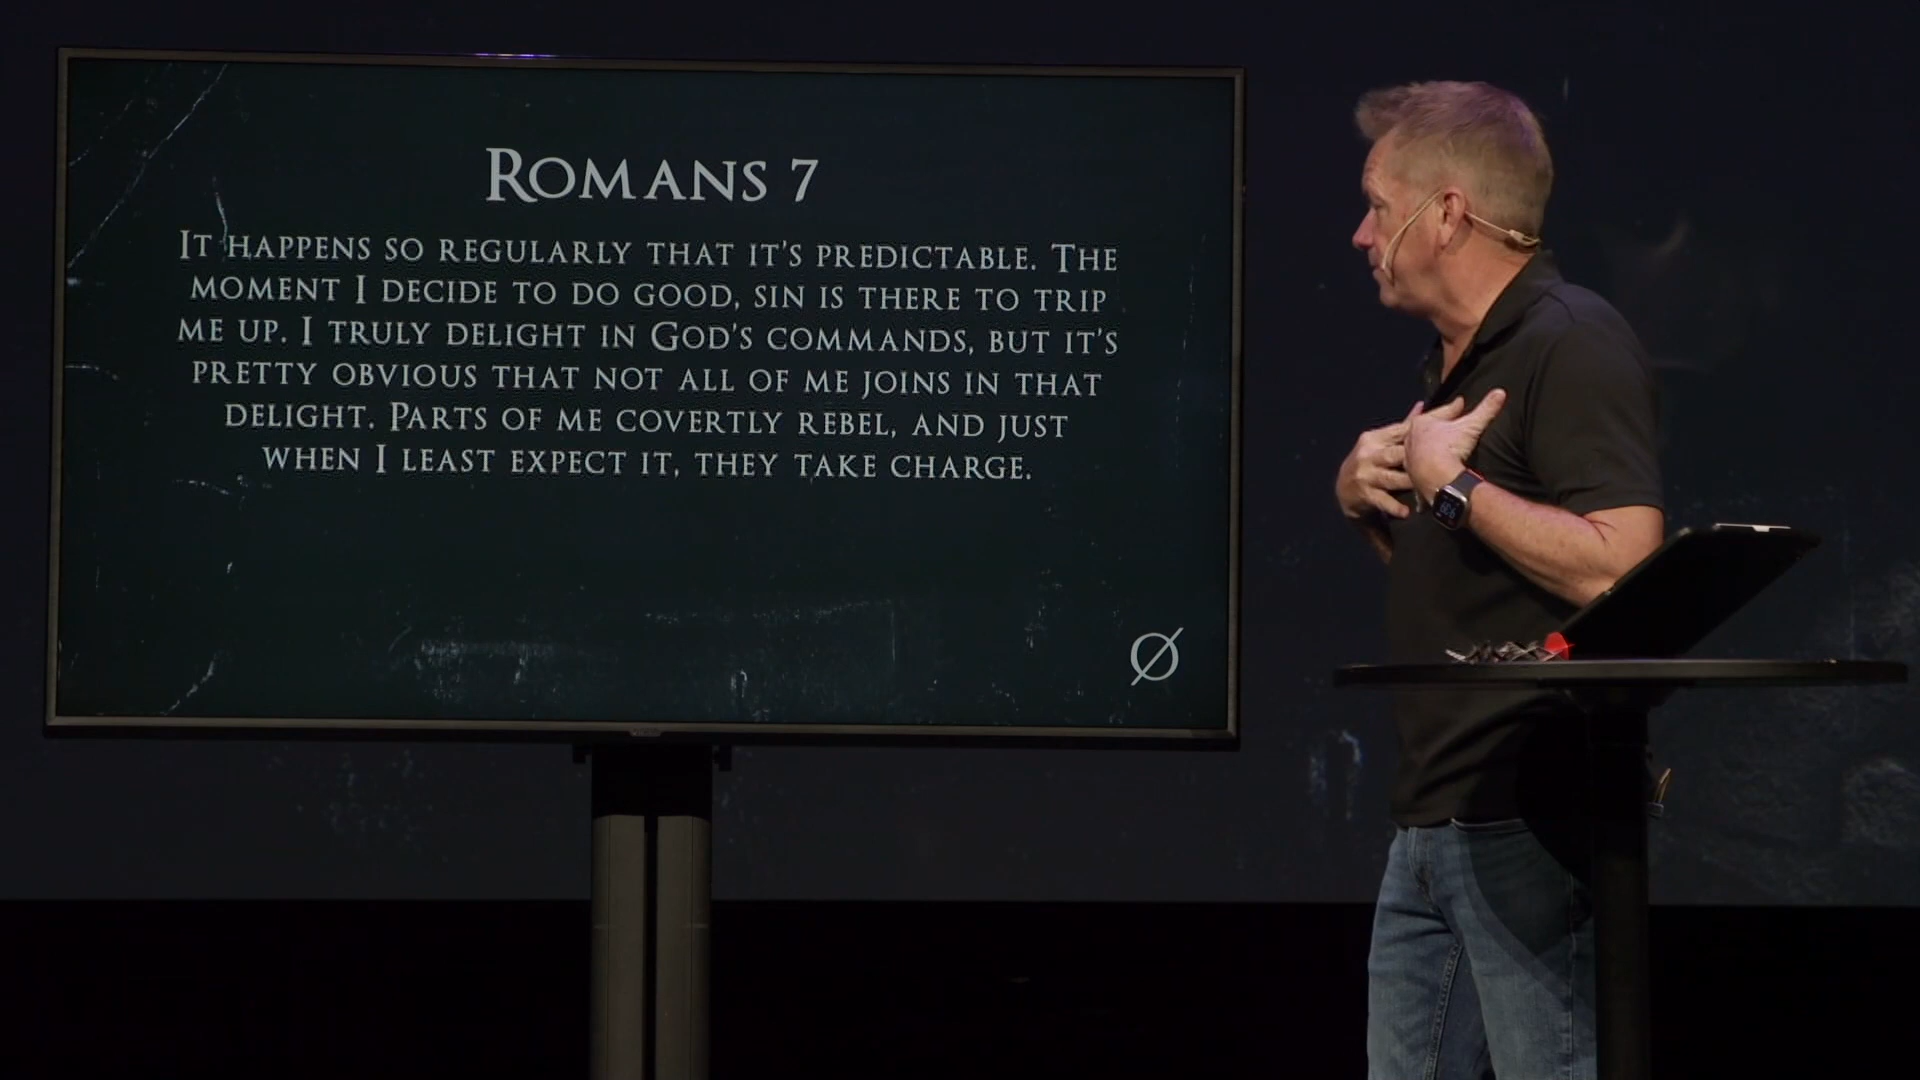 Romans 7
It happens so regularly that it's predictable. The
moment I decide to do good, sin is there to trip
me up. I truly delight in God's commands, but it's
pretty obvious that not all of me joins in that
delight. Parts of me covertly rebel, and just
when I least expect it, they take charge.
Ø